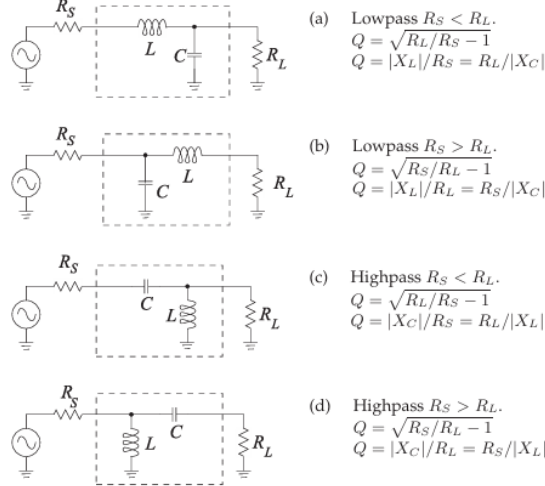 R_S
L
C
R_L
(a) Lowpass R_S < R_L.
Q = √(R_L/R_S − 1)
Q = |X_L|/R_S = R_L/|X_C|
R_S
L
C
R_L
(b) Lowpass R_S > R_L.
Q = √(R_S/R_L − 1)
Q = |X_L|/R_L = R_S/|X_C|
R_S
C
L
R_L
(c) Highpass R_S < R_L.
Q = √(R_L/R_S − 1)
Q = |X_C|/R_S = R_L/|X_L|
R_S
L
C
R_L
(d) Highpass R_S > R_L.
Q = √(R_S/R_L − 1)
Q = |X_C|/R_L = R_S/|X_L|